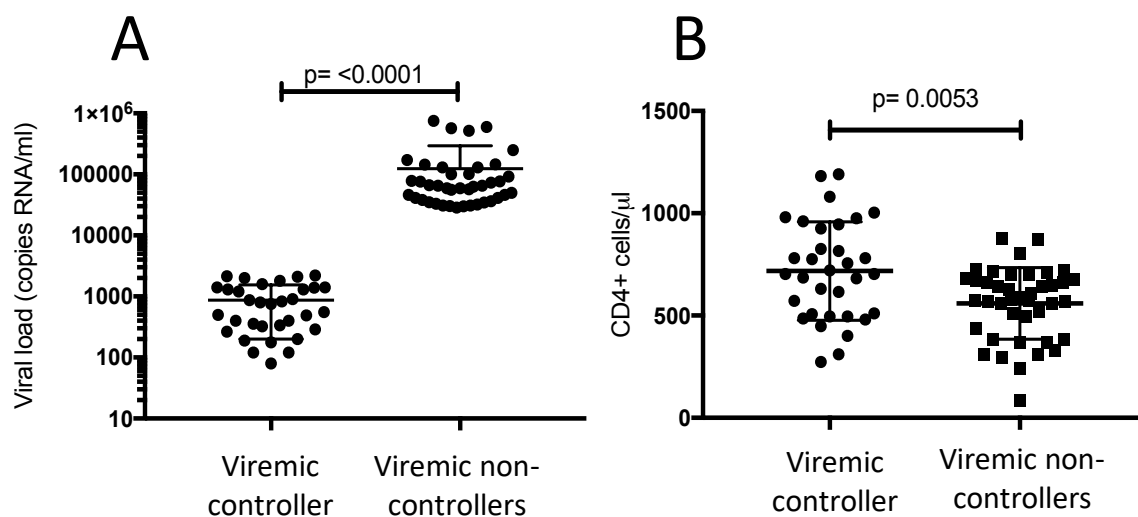 A
p= <0.0001
Viral load (copies RNA/ml)
1×10⁶
100000
10000
1000
100
10
Viremic
controller
Viremic non-
controllers
B
p= 0.0053
CD4+ cells/µl
1500
1000
500
0
Viremic
controller
Viremic non-
controllers